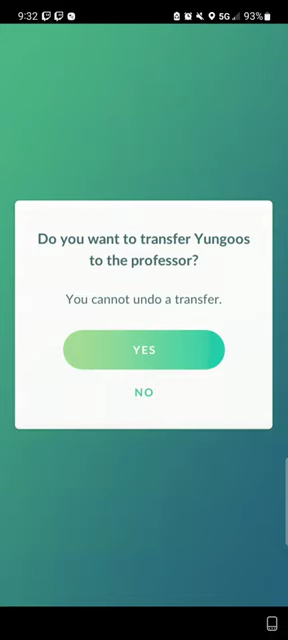 9:32
5G 93%
Do you want to transfer Yungoos
to the professor?
You cannot undo a transfer.
YES
NO